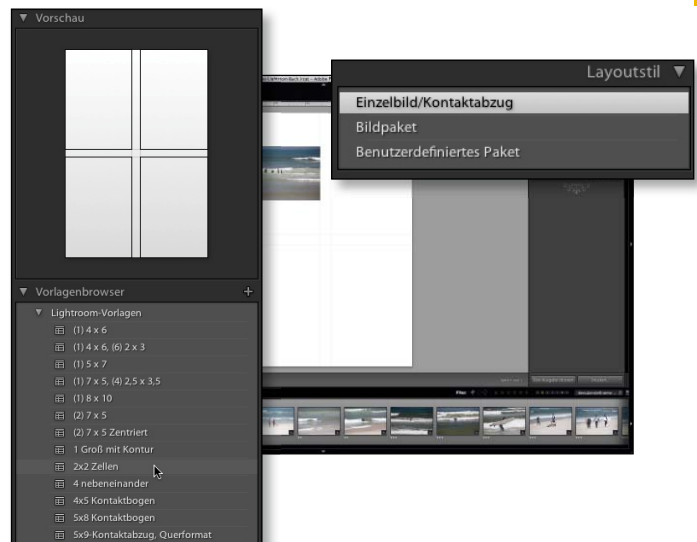 Vorschau
Layoutstil
Einzelbild/Kontaktabzug
Bildpaket
Benutzerdefiniertes Paket
Vorlagenbrowser +
Lightroom-Vorlagen
(1) 4 x 6
(1) 4 x 6, (6) 2 x 3
(1) 5 x 7
(1) 7 x 5, (4) 2,5 x 3,5
(1) 8 x 10
(2) 7 x 5
(2) 7 x 5 Zentriert
1 Groß mit Kontur
2x2 Zellen
4 nebeneinander
4x5 Kontaktbogen
5x8 Kontaktbogen
5x9-Kontaktabzug, Querformat